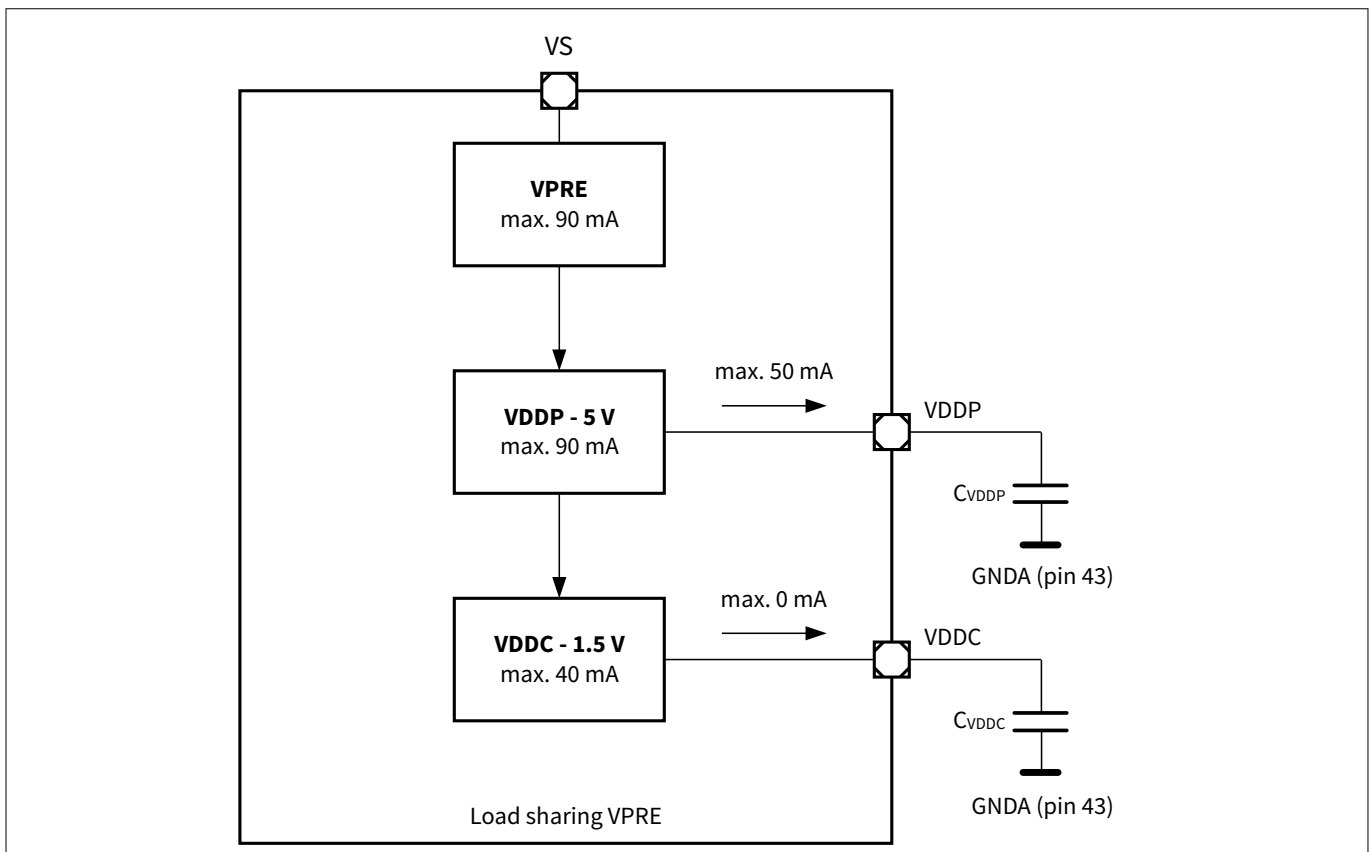 VS
VPRE
max. 90 mA
max. 50 mA
VDDP
VDDP - 5 V
max. 90 mA
CVDDP
GNDA (pin 43)
max. 0 mA
VDDC
VDDC - 1.5 V
max. 40 mA
CVDDC
GNDA (pin 43)
Load sharing VPRE